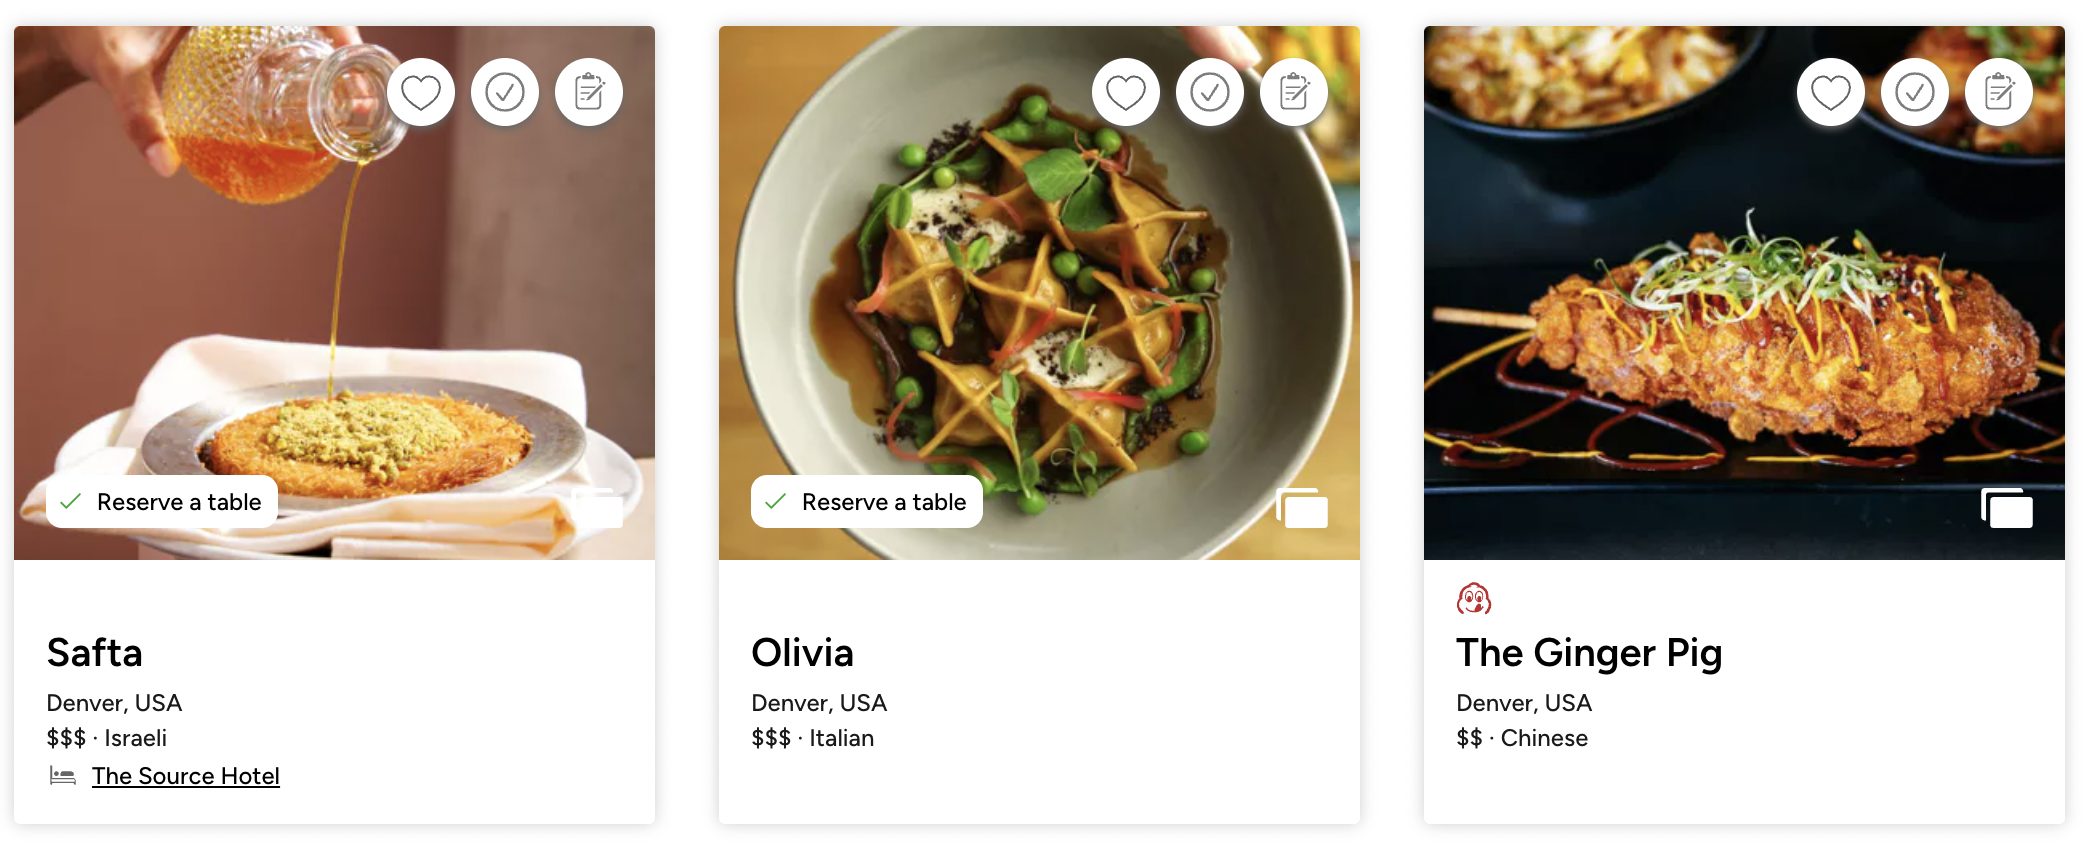 Reserve a table
Safta
Denver, USA
$$$ · Israeli
The Source Hotel
Reserve a table
Olivia
Denver, USA
$$$ · Italian
The Ginger Pig
Denver, USA
$$ · Chinese